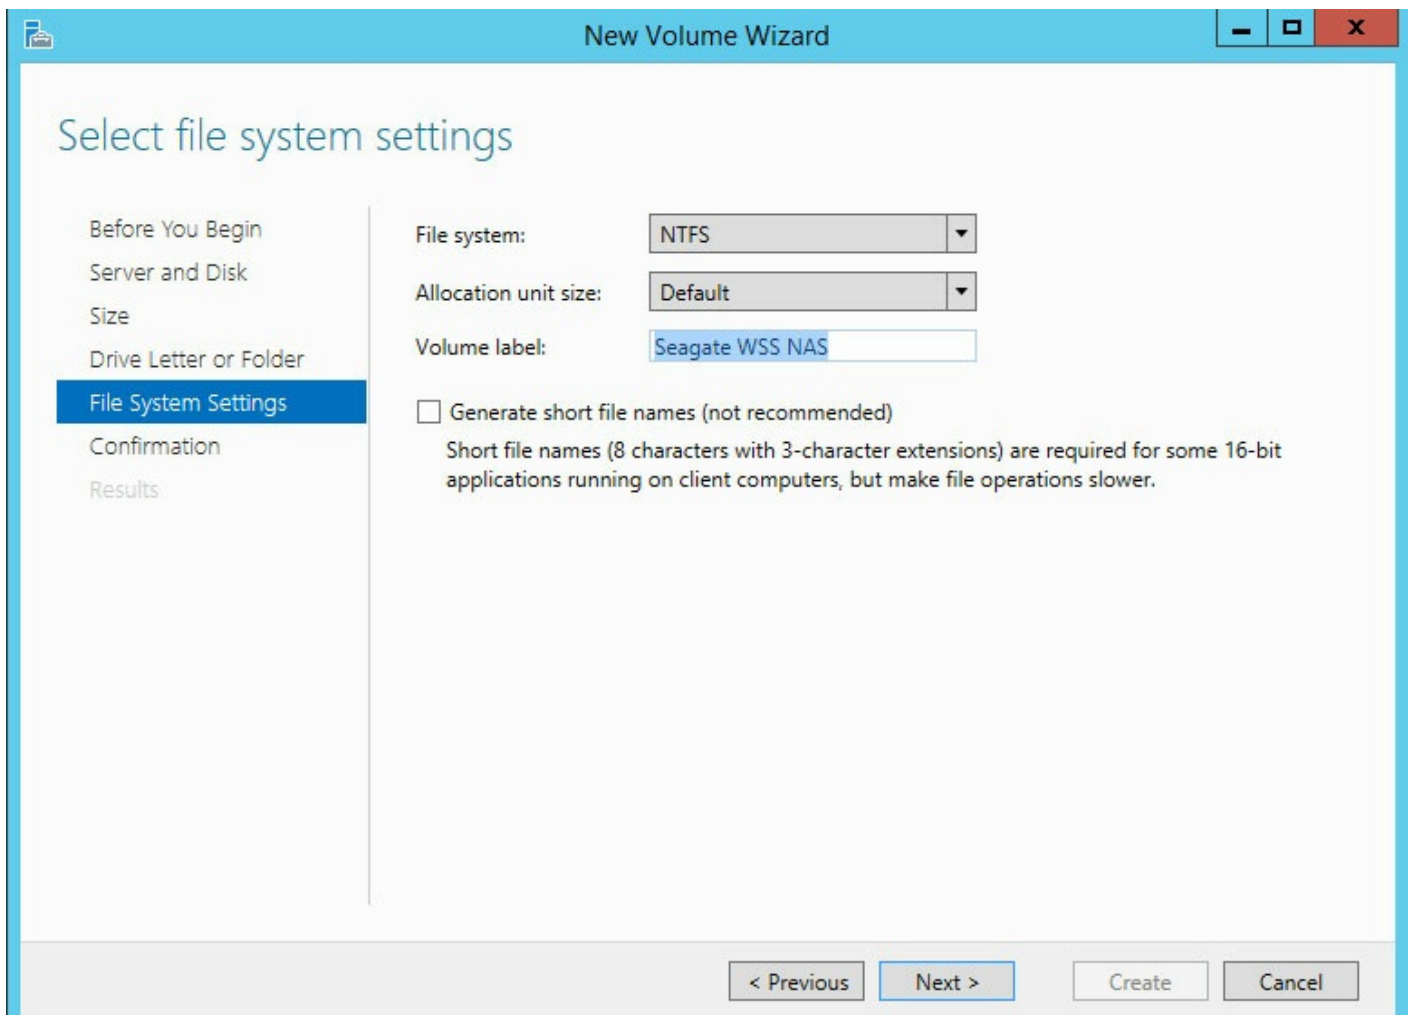 New Volume Wizard
Select file system settings
Before You Begin
Server and Disk
Size
Drive Letter or Folder
File System Settings
Confirmation
Results
File system: NTFS
Allocation unit size: Default
Volume label: Seagate WSS NAS
Generate short file names (not recommended)
Short file names (8 characters with 3-character extensions) are required for some 16-bit
applications running on client computers, but make file operations slower.
< Previous Next > Create Cancel